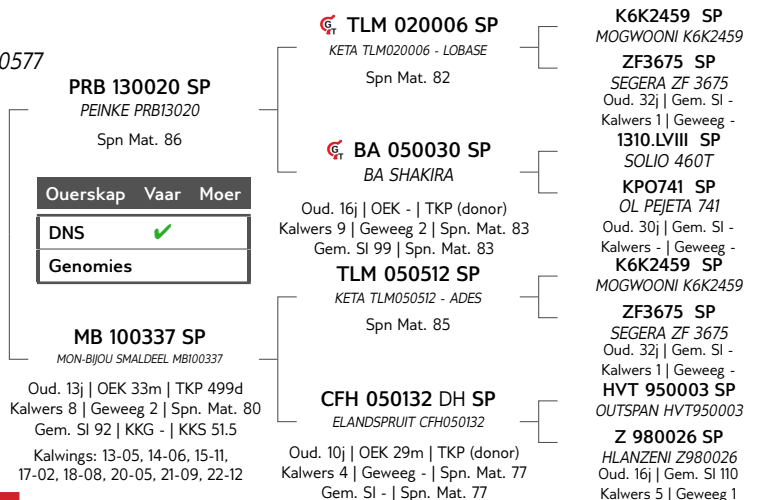 0577
PRB 130020 SP
PEINKE PRB13020
Spn Mat. 86
Ouerskap Vaar Moer
DNS ✔
Genomies
MB 100337 SP
MON-BIJOU SMALDEEL MB100337
Oud. 13j | OEK 33m | TKP 499d
Kalwers 8 | Geweeg 2 | Spn. Mat. 80
Gem. SI 92 | KKG - | KKS 51.5
Kalwings: 13-05, 14-06, 15-11,
17-02, 18-08, 20-05, 21-09, 22-12
GT TLM 020006 SP
KETA TLM020006 - LOBASE
Spn Mat. 82
GT BA 050030 SP
BA SHAKIRA
Oud. 16j | OEK - | TKP (donor)
Kalwers 9 | Geweeg 2 | Spn. Mat. 83
Gem. SI 99 | Spn. Mat. 83
TLM 050512 SP
KETA TLM050512 - ADES
Spn Mat. 85
CFH 050132 DH SP
ELANDSPRUIT CFH050132
Oud. 10j | OEK 29m | TKP (donor)
Kalwers 4 | Geweeg - | Spn. Mat. 77
Gem. SI - | Spn. Mat. 77
K6K2459 SP
MOGWOONI K6K2459
ZF3675 SP
SEGERA ZF 3675
Oud. 32j | Gem. SI -
Kalwers 1 | Geweeg -
1310.LVIII SP
SOLIO 460T
KPO741 SP
OL PEJETA 741
Oud. 30j | Gem. SI -
Kalwers - | Geweeg -
K6K2459 SP
MOGWOONI K6K2459
ZF3675 SP
SEGERA ZF 3675
Oud. 32j | Gem. SI -
Kalwers 1 | Geweeg -
HVT 950003 SP
OUTSPAN HVT950003
Z 980026 SP
HLANZENI Z980026
Oud. 16j | Gem. SI 110
Kalwers 5 | Geweeg 1